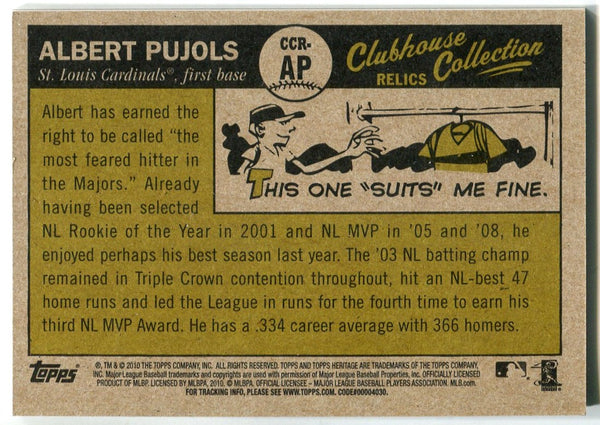 ALBERT PUJOLS
St. Louis Cardinals®, first base
CCR-
AP
Clubhouse
Collection
RELICS
Albert has earned the
right to be called “the
most feared hitter in
the Majors.” Already
having been selected
THIS ONE "SUITS" ME FINE.
NL Rookie of the Year in 2001 and NL MVP in ’05 and ’08, he
enjoyed perhaps his best season last year. The ’03 NL batting champ
remained in Triple Crown contention throughout, hit an NL-best 47
home runs and led the League in runs for the fourth time to earn his
third NL MVP Award. He has a .334 career average with 366 homers.
topps
®, TM & © 2010 THE TOPPS COMPANY, INC. ALL RIGHTS RESERVED. TOPPS AND TOPPS HERITAGE ARE TRADEMARKS OF THE TOPPS COMPANY,
INC. Major League Baseball trademarks and copyrights are used with permission of Major League Baseball Properties, Inc. OFFICIALLY LICENSED
PRODUCT OF MLBP. LICENSED BY MLBPA, 2010. © MLBPA. OFFICIAL LICENSEE – MAJOR LEAGUE BASEBALL PLAYERS ASSOCIATION. MLB.com
FOR TRACKING INFO, PLEASE SEE WWW.TOPPS.COM. CODE#00004030.